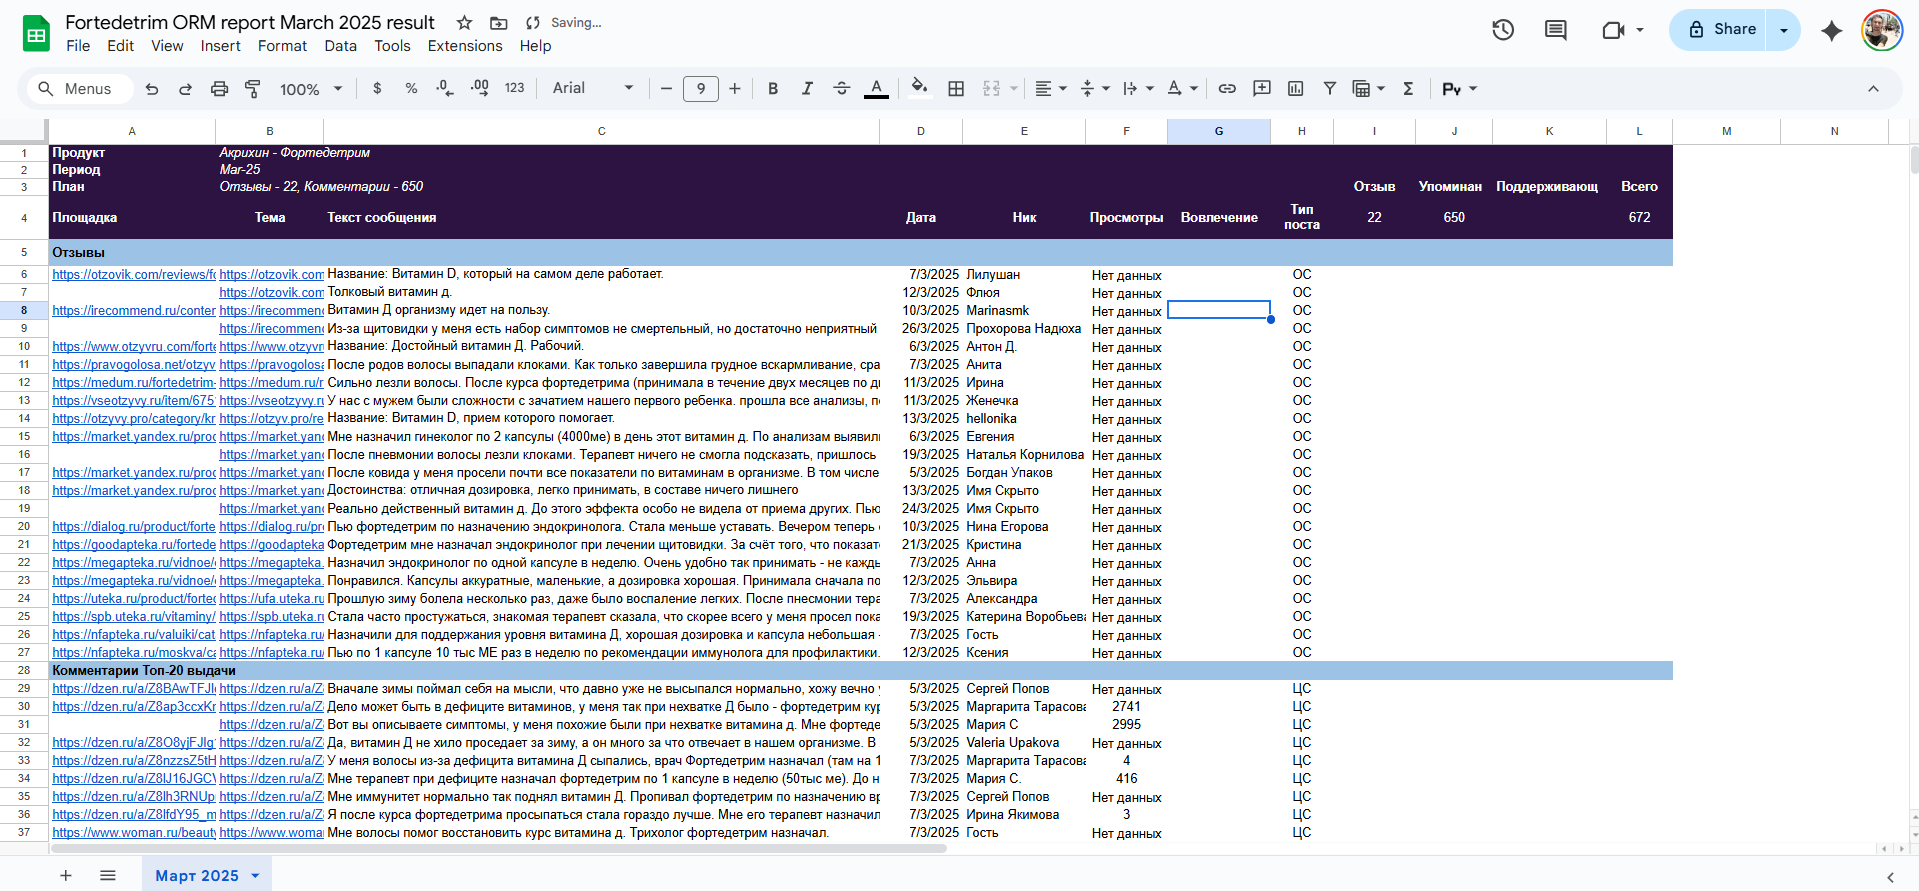 Fortedetrim ORM report March 2025 result Saving...
File Edit View Insert Format Data Tools Extensions Help
Share
Menus 100% $ % .0 .00 123 Arial 9 B I A Σ Py
A B C D E F G H I J K L M N
1 Продукт Акрихин - Фортедетрим
2 Период Mar-25
3 План Отзывы - 22, Комментарии - 650 Отзыв Упоминан Поддерживающ Всего
4 Площадка Тема Текст сообщения Дата Ник Просмотры Вовлечение Тип поста 22 650 672
5 Отзывы
6 https://otzovik.com/reviews/fo https://otzovik.com Название: Витамин D, который на самом деле работает. 7/3/2025 Лилушан Нет данных ОС
7 https://otzovik.com Толковый витамин д. 12/3/2025 Флюя Нет данных ОС
8 https://irecommend.ru/conter https://irecommend Витамин Д организму идет на пользу. 10/3/2025 Marinasmk Нет данных ОС
9 https://irecommend Из-за щитовидки у меня есть набор симптомов не смертельный, но достаточно неприятный 26/3/2025 Прохорова Надюха Нет данных ОС
10 https://www.otzyvru.com/forte https://www.otzyvr Название: Достойный витамин Д. Рабочий. 6/3/2025 Антон Д. Нет данных ОС
11 https://pravogolosa.net/otzyv https://pravogolosa После родов волосы выпадали клоками. Как только завершила грудное вскармливание, сра 7/3/2025 Анита Нет данных ОС
12 https://medum.ru/fortedetrim- https://medum.ru/r Сильно лезли волосы. После курса фортедетрима (принимала в течение двух месяцев по д 11/3/2025 Ирина Нет данных ОС
13 https://vseotzyvy.ru/item/675 https://vseotzyvy.ru У нас с мужем были сложности с зачатием нашего первого ребенка. прошла все анализы, п 11/3/2025 Женечка Нет данных ОС
14 https://otzyvy.pro/category/kr https://otzyv.pro/re Название: Витамин D, прием которого помогает. 13/3/2025 hellonika Нет данных ОС
15 https://market.yandex.ru/proc https://market.yand Мне назначил гинеколог по 2 капсулы (4000ме) в день этот витамин д. По анализам выявил 6/3/2025 Евгения Нет данных ОС
16 https://market.yand После пневмонии волосы лезли клоками. Терапевт ничего не смогла подсказать, пришлось 19/3/2025 Наталья Корнилова Нет данных ОС
17 https://market.yandex.ru/proc https://market.yand После ковида у меня просели почти все показатели по витаминам в организме. В том числе 5/3/2025 Богдан Упаков Нет данных ОС
18 https://market.yandex.ru/proc https://market.yand Достоинства: отличная дозировка, легко принимать, в составе ничего лишнего 13/3/2025 Имя Скрыто Нет данных ОС
19 https://market.yand Реально действенный витамин д. До этого эффекта особо не видела от приема других. Пью 24/3/2025 Имя Скрыто Нет данных ОС
20 https://dialog.ru/product/forte https://dialog.ru/pr Пью фортедетрим по назначению эндокринолога. Стала меньше уставать. Вечером теперь 10/3/2025 Нина Егорова Нет данных ОС
21 https://goodapteka.ru/fortede https://goodapteka Фортедетрим мне назначал эндокринолог при лечении щитовидки. За счёт того, что показат 21/3/2025 Кристина Нет данных ОС
22 https://megapteka.ru/vidnoe/ https://megapteka. Назначил эндокринолог по одной капсуле в неделю. Очень удобно так принимать - не кажды 7/3/2025 Анна Нет данных ОС
23 https://megapteka.ru/vidnoe/ https://megapteka. Понравился. Капсулы аккуратные, маленькие, а дозировка хорошая. Принимала сначала по 12/3/2025 Эльвира Нет данных ОС
24 https://uteka.ru/product/forted https://ufa.uteka.ru Прошлую зиму болела несколько раз, даже было воспаление легких. После пнесмонии тера 7/3/2025 Александра Нет данных ОС
25 https://spb.uteka.ru/vitaminy/ https://spb.uteka.ru Стала часто простужаться, знакомая терапевт сказала, что скорее всего у меня просел пока 19/3/2025 Катерина Воробьева Нет данных ОС
26 https://nfapteka.ru/valuiki/cat https://nfapteka.ru/ Назначили для поддержания уровня витамина Д, хорошая дозировка и капсула небольшая - 7/3/2025 Гость Нет данных ОС
27 https://nfapteka.ru/moskva/ca https://nfapteka.ru/ Пью по 1 капсуле 10 тыс МЕ раз в неделю по рекомендации иммунолога для профилактики. 12/3/2025 Ксения Нет данных ОС
28 Комментарии Топ-20 выдачи
29 https://dzen.ru/a/Z8BAwTFJl https://dzen.ru/a/Z Вначале зимы поймал себя на мысли, что давно уже не высыпался нормально, хожу вечно 5/3/2025 Сергей Попов Нет данных ЦС
30 https://dzen.ru/a/Z8ap3ccxKr https://dzen.ru/a/Z Дело может быть в дефиците витаминов, у меня так при нехватке Д было - фортедетрим кур 5/3/2025 Маргарита Тарасова 2741 ЦС
31 https://dzen.ru/a/Z Вот вы описываете симптомы, у меня похожие были при нехватке витамина д. Мне фортеде 5/3/2025 Мария С 2995 ЦС
32 https://dzen.ru/a/Z8O8yjFJlg https://dzen.ru/a/Z Да, витамин Д не хило проседает за зиму, а он много за что отвечает в нашем организме. В 5/3/2025 Valeria Upakova Нет данных ЦС
33 https://dzen.ru/a/Z8nzzsZ5tH https://dzen.ru/a/Z У меня волосы из-за дефицита витамина Д сыпались, врач Фортедетрим назначал (там на 1 7/3/2025 Маргарита Тарасова 4 ЦС
34 https://dzen.ru/a/Z8lJ16JGCV https://dzen.ru/a/Z Мне терапевт при дефиците назначал фортедетрим по 1 капсуле в неделю (50тыс ме). До н 7/3/2025 Мария С. 416 ЦС
35 https://dzen.ru/a/Z8lh3RNUp https://dzen.ru/a/Z Мне иммунитет нормально так поднял витамин Д. Пропивал фортедетрим по назначению вр 7/3/2025 Сергей Попов Нет данных ЦС
36 https://dzen.ru/a/Z8lfdY95_m https://dzen.ru/a/Z Я после курса фортедетрима просыпаться стала гораздо лучше. Мне его терапевт назначил 7/3/2025 Ирина Якимова 3 ЦС
37 https://www.woman.ru/beaut https://www.woma Мне волосы помог восстановить курс витамина д. Трихолог фортедетрим назначал. 7/3/2025 Гость Нет данных ЦС
Март 2025